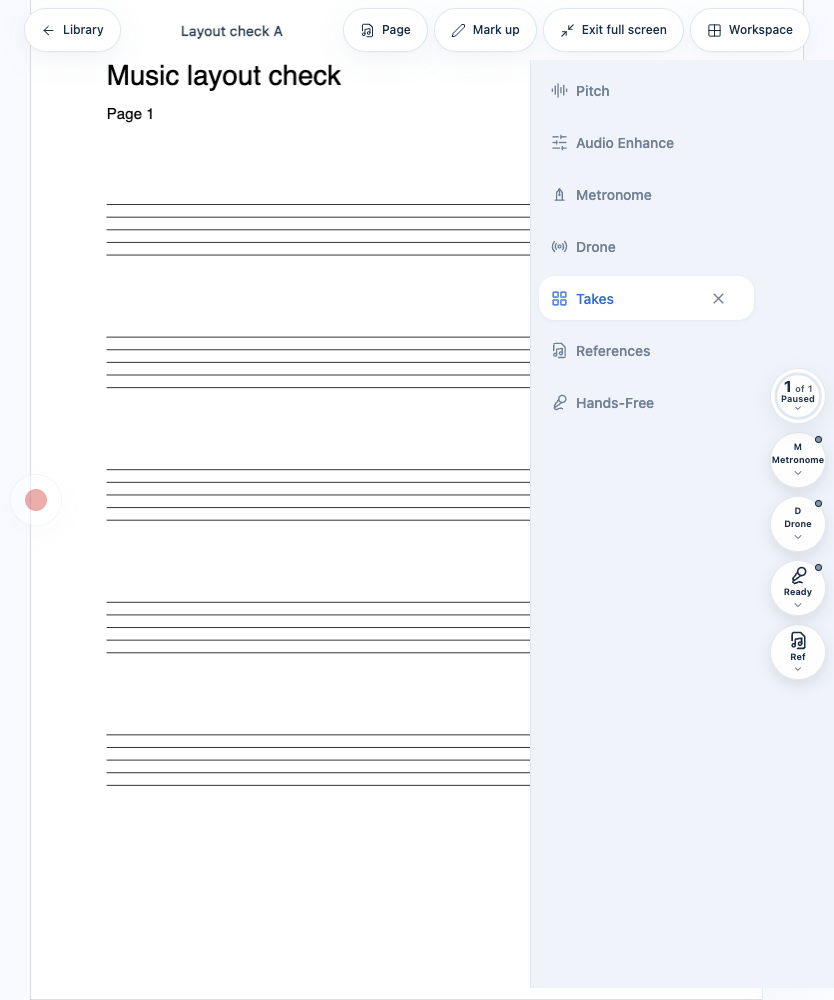 Library
Layout check A
Page
Mark up
Exit full screen
Workspace
Music layout check
Page 1
Pitch
Audio Enhance
Metronome
Drone
Takes
References
Hands-Free
1 of 1
Paused
M
Metronome
D
Drone
Ready
Ref